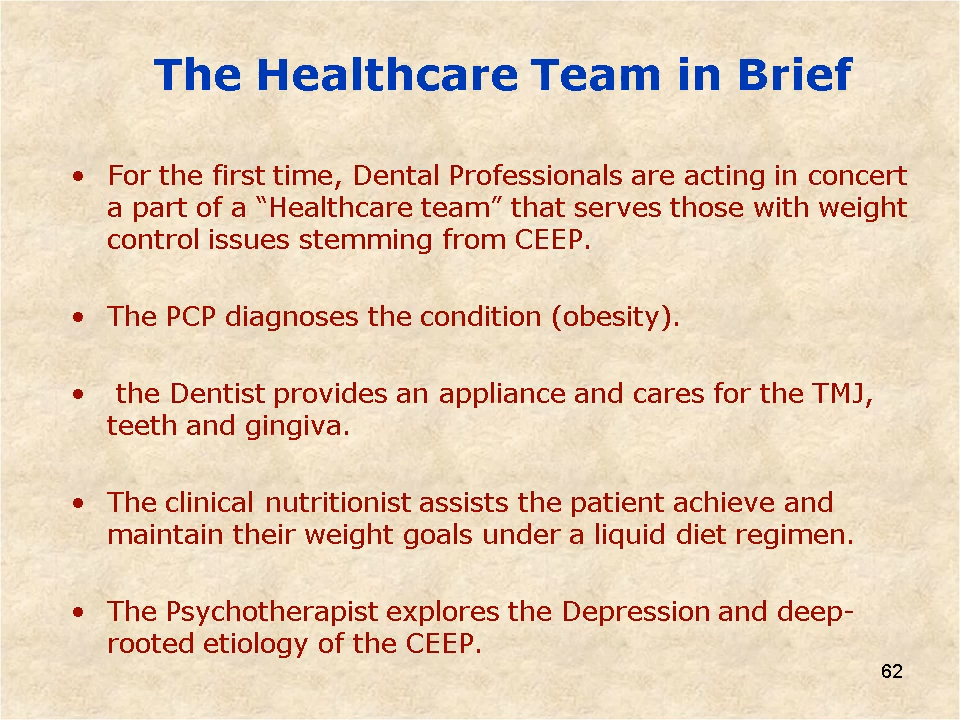 The Healthcare Team in Brief
• For the first time, Dental Professionals are acting in concert
a part of a “Healthcare team” that serves those with weight
control issues stemming from CEEP.
• The PCP diagnoses the condition (obesity).
• the Dentist provides an appliance and cares for the TMJ,
teeth and gingiva.
• The clinical nutritionist assists the patient achieve and
maintain their weight goals under a liquid diet regimen.
• The Psychotherapist explores the Depression and deep-
rooted etiology of the CEEP.
62